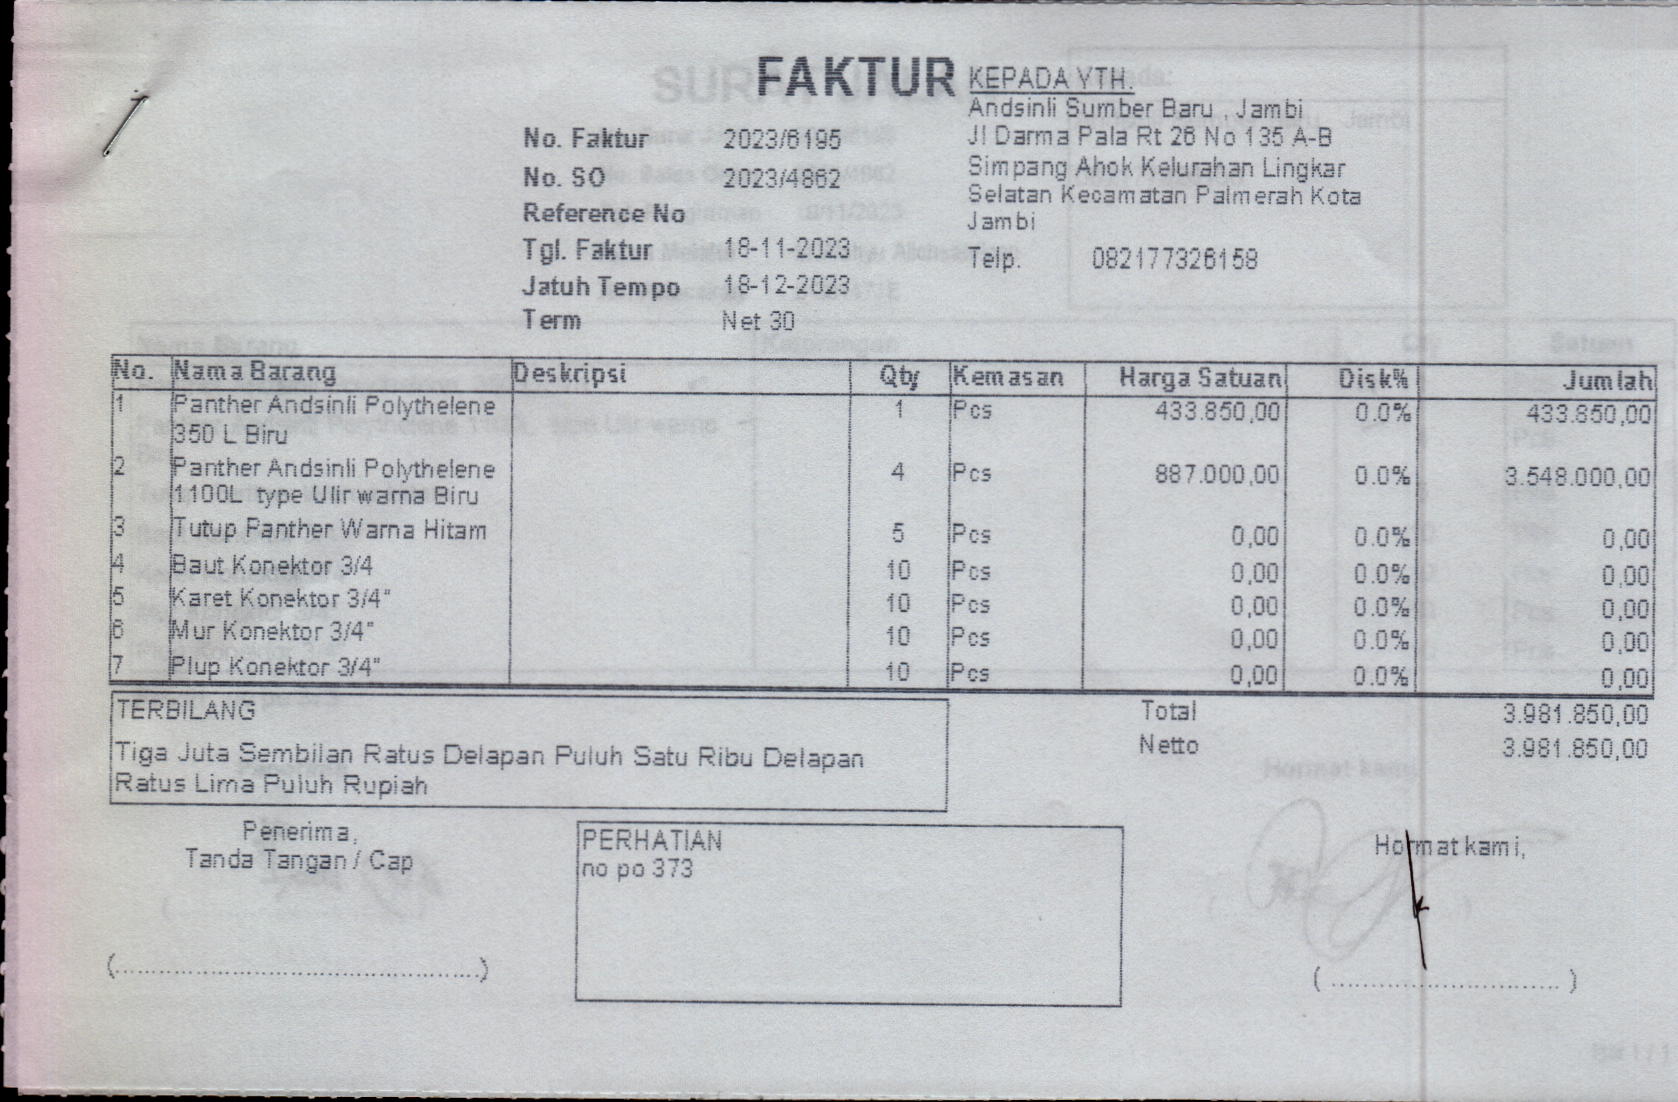 FAKTUR
No. Faktur 2023/6195
No. SO 2023/4862
Reference No
Tgl. Faktur 18-11-2023
Jatuh Tempo 18-12-2023
Term Net 30
KEPADA YTH.
Andsinli Sumber Baru , Jambi
Jl Darma Pala Rt 26 No 135 A-B
Simpang Ahok Kelurahan Lingkar
Selatan Kecamatan Palmerah Kota
Jambi
Telp. 082177326158
No. Nama Barang Deskripsi Qty Kemasan Harga Satuan Disk% Jumlah
1 Panther Andsinli Polythelene 1 Pcs 433.850,00 0.0% 433.850,00
350 L Biru
2 Panther Andsinli Polythelene 4 Pcs 887.000,00 0.0% 3.548.000,00
1100L type Ulir warna Biru
3 Tutup Panther Warna Hitam 5 Pcs 0,00 0.0% 0,00
4 Baut Konektor 3/4 10 Pcs 0,00 0.0% 0,00
5 Karet Konektor 3/4" 10 Pcs 0,00 0.0% 0,00
6 Mur Konektor 3/4" 10 Pcs 0,00 0.0% 0,00
7 Plup Konektor 3/4" 10 Pcs 0,00 0.0% 0,00
TERBILANG
Tiga Juta Sembilan Ratus Delapan Puluh Satu Ribu Delapan
Ratus Lima Puluh Rupiah
Total 3.981.850,00
Netto 3.981.850,00
Penerima,
Tanda Tangan / Cap
PERHATIAN
no po 373
Hormat kami,
(................................................)
(..............................)